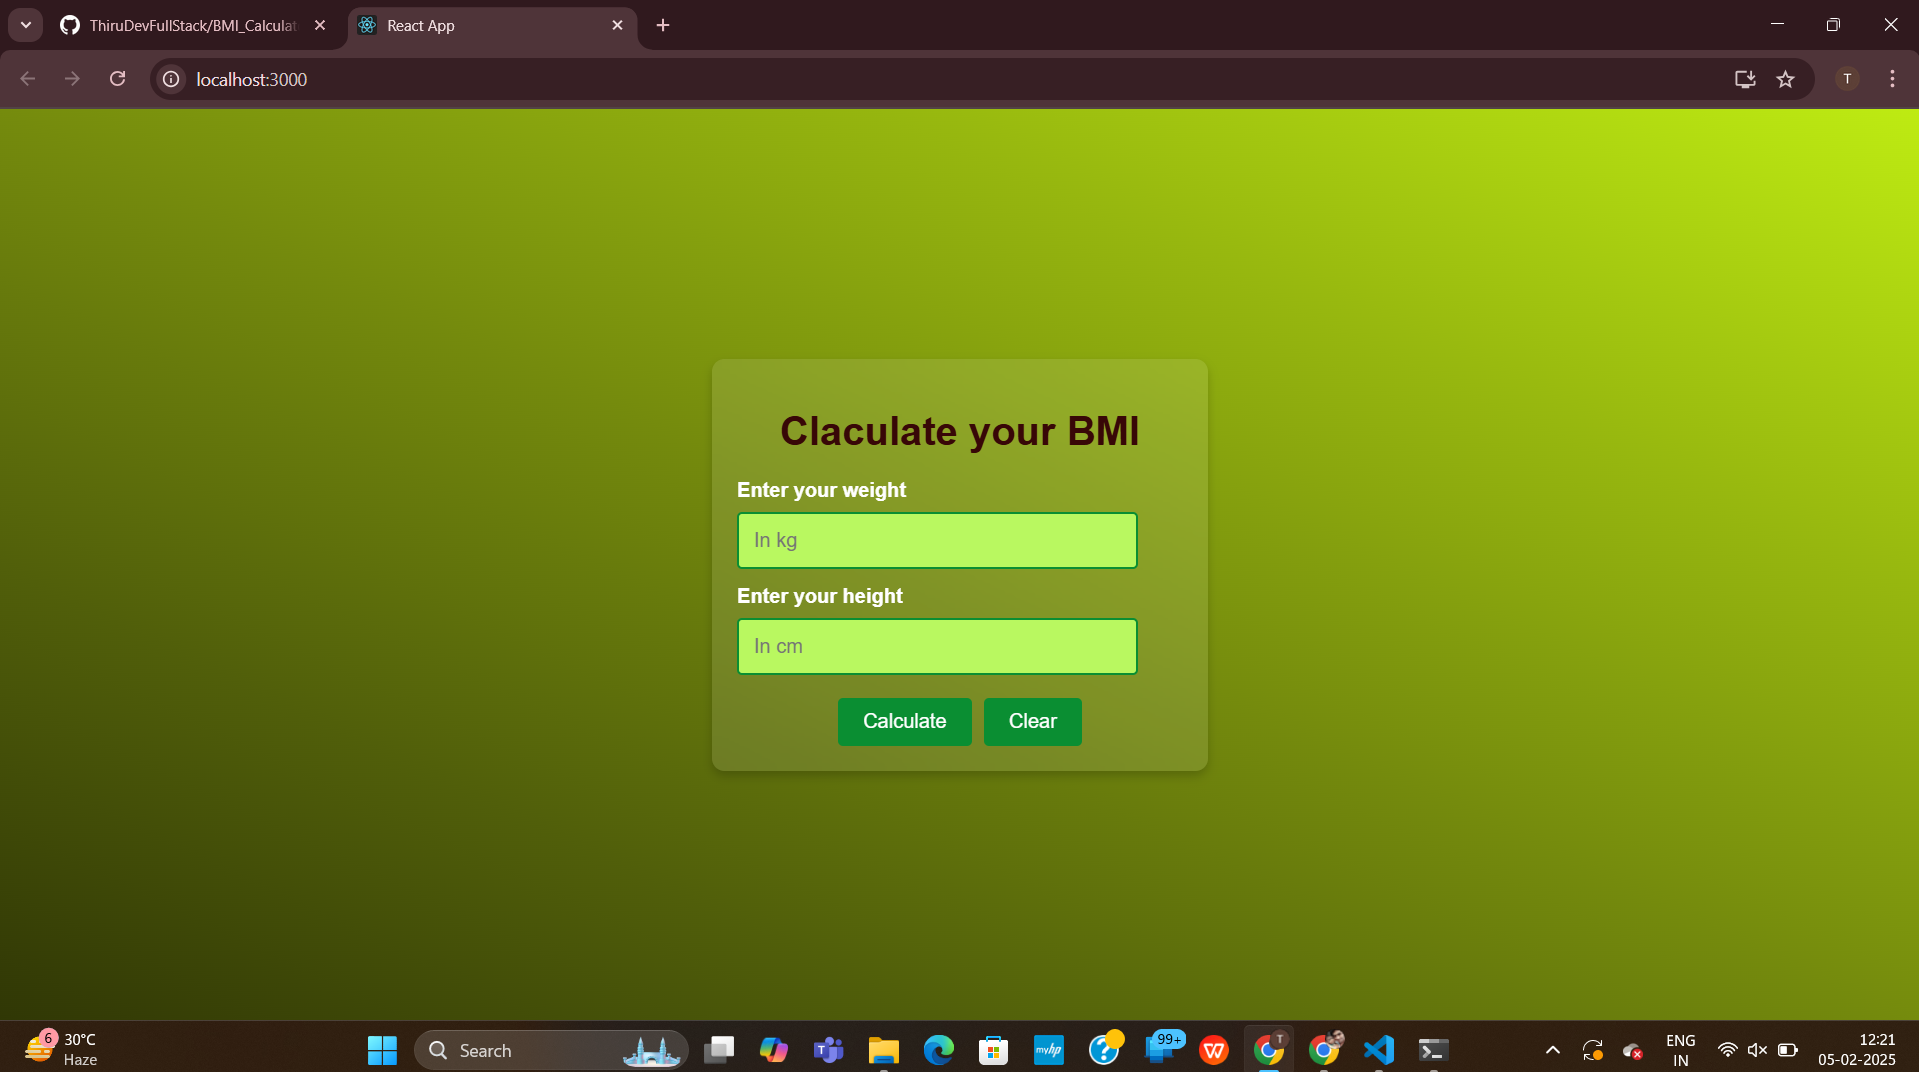 ThiruDevFullStack/BMI_Calculat
React App
localhost:3000
T
Claculate your BMI
Enter your weight
In kg
Enter your height
In cm
Calculate
Clear
6
30°C
Haze
Search
T
myhp
?
99+
W
T
ENG
IN
12:21
05-02-2025